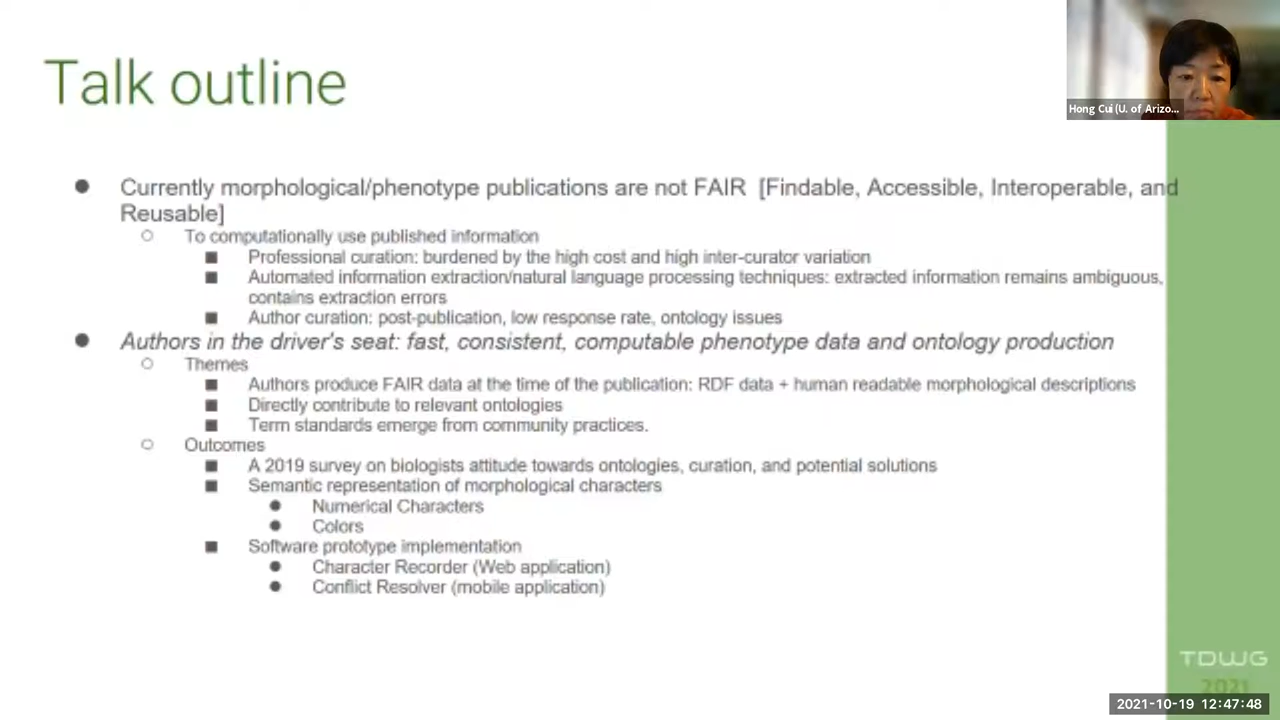 Talk outline
Hong Cui (U. of Arizo...
● Currently morphological/phenotype publications are not FAIR [Findable, Accessible, Interoperable, and
Reusable]
○ To computationally use published information
■ Professional curation: burdened by the high cost and high inter-curator variation
■ Automated information extraction/natural language processing techniques: extracted information remains ambiguous,
contains extraction errors
■ Author curation: post-publication, low response rate, ontology issues
● Authors in the driver's seat: fast, consistent, computable phenotype data and ontology production
○ Themes
■ Authors produce FAIR data at the time of the publication: RDF data + human readable morphological descriptions
■ Directly contribute to relevant ontologies
■ Term standards emerge from community practices.
○ Outcomes
■ A 2019 survey on biologists attitude towards ontologies, curation, and potential solutions
■ Semantic representation of morphological characters
● Numerical Characters
● Colors
■ Software prototype implementation
● Character Recorder (Web application)
● Conflict Resolver (mobile application)
TDWG
2021
2021-10-19 12:47:48